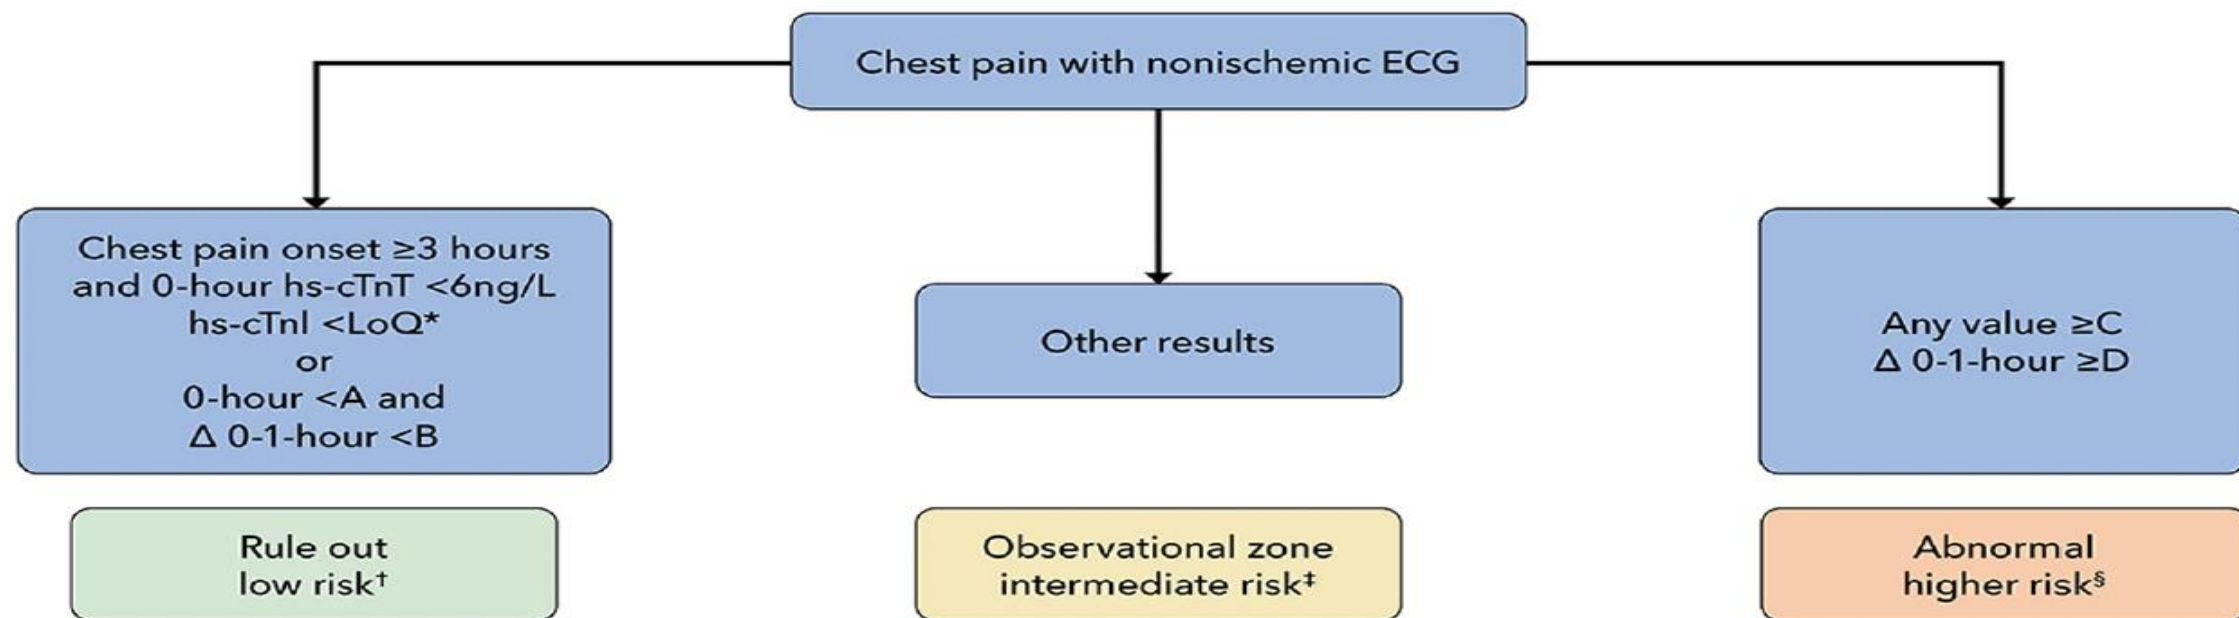 Chest pain with nonischemic ECG
Chest pain onset ≥3 hours
and 0-hour hs-cTnT <6ng/L
hs-cTnl <LoQ*
or
0-hour <A and
Δ 0-1-hour <B
Other results
Any value ≥C
Δ 0-1-hour ≥D
Rule out
low risk†
Observational zone
intermediate risk‡
Abnormal
higher risk§